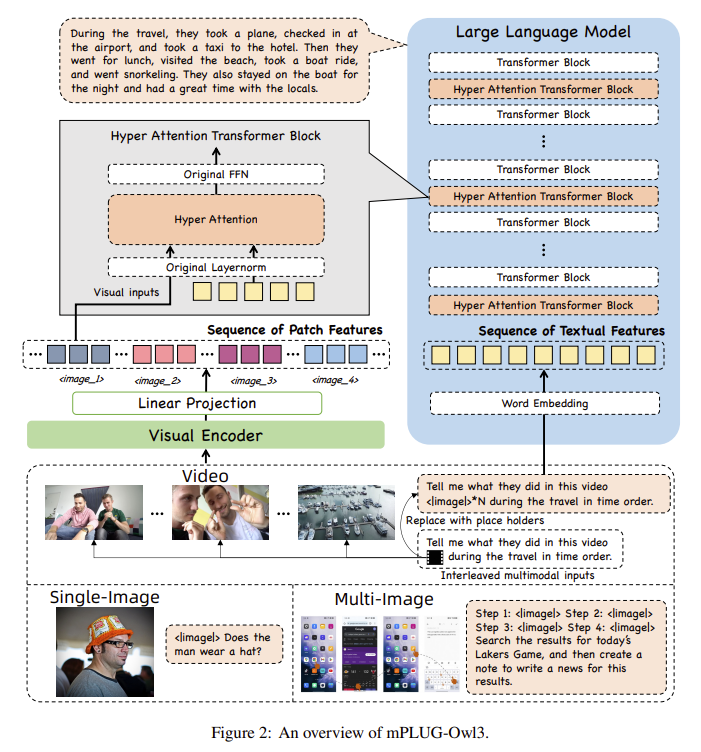 During the travel, they took a plane, checked in at
the airport, and took a taxi to the hotel. Then they
went for lunch, visited the beach, took a boat ride,
and went snorkeling. They also stayed on the boat for
the night and had a great time with the locals.
Large Language Model
Transformer Block
Hyper Attention Transformer Block
Transformer Block
Transformer Block
Hyper Attention Transformer Block
Transformer Block
Transformer Block
Hyper Attention Transformer Block
Hyper Attention Transformer Block
Original FFN
Hyper Attention
Original Layernorm
Visual inputs
Sequence of Patch Features
<image_1>
<image_2>
<image_3>
<image_4>
Linear Projection
Visual Encoder
Sequence of Textual Features
Word Embedding
Video
Tell me what they did in this video
<|image|>*N during the travel in time order.
Replace with place holders
Tell me what they did in this video
during the travel in time order.
Interleaved multimodal inputs
Single-Image
<|image|> Does the
man wear a hat?
Multi-Image
Step 1: <|image|> Step 2: <|image|>
Step 3: <|image|> Step 4: <|image|>
Search the results for today's
Lakers Game, and then create a
note to write a news for this
results.
Figure 2: An overview of mPLUG-Owl3.